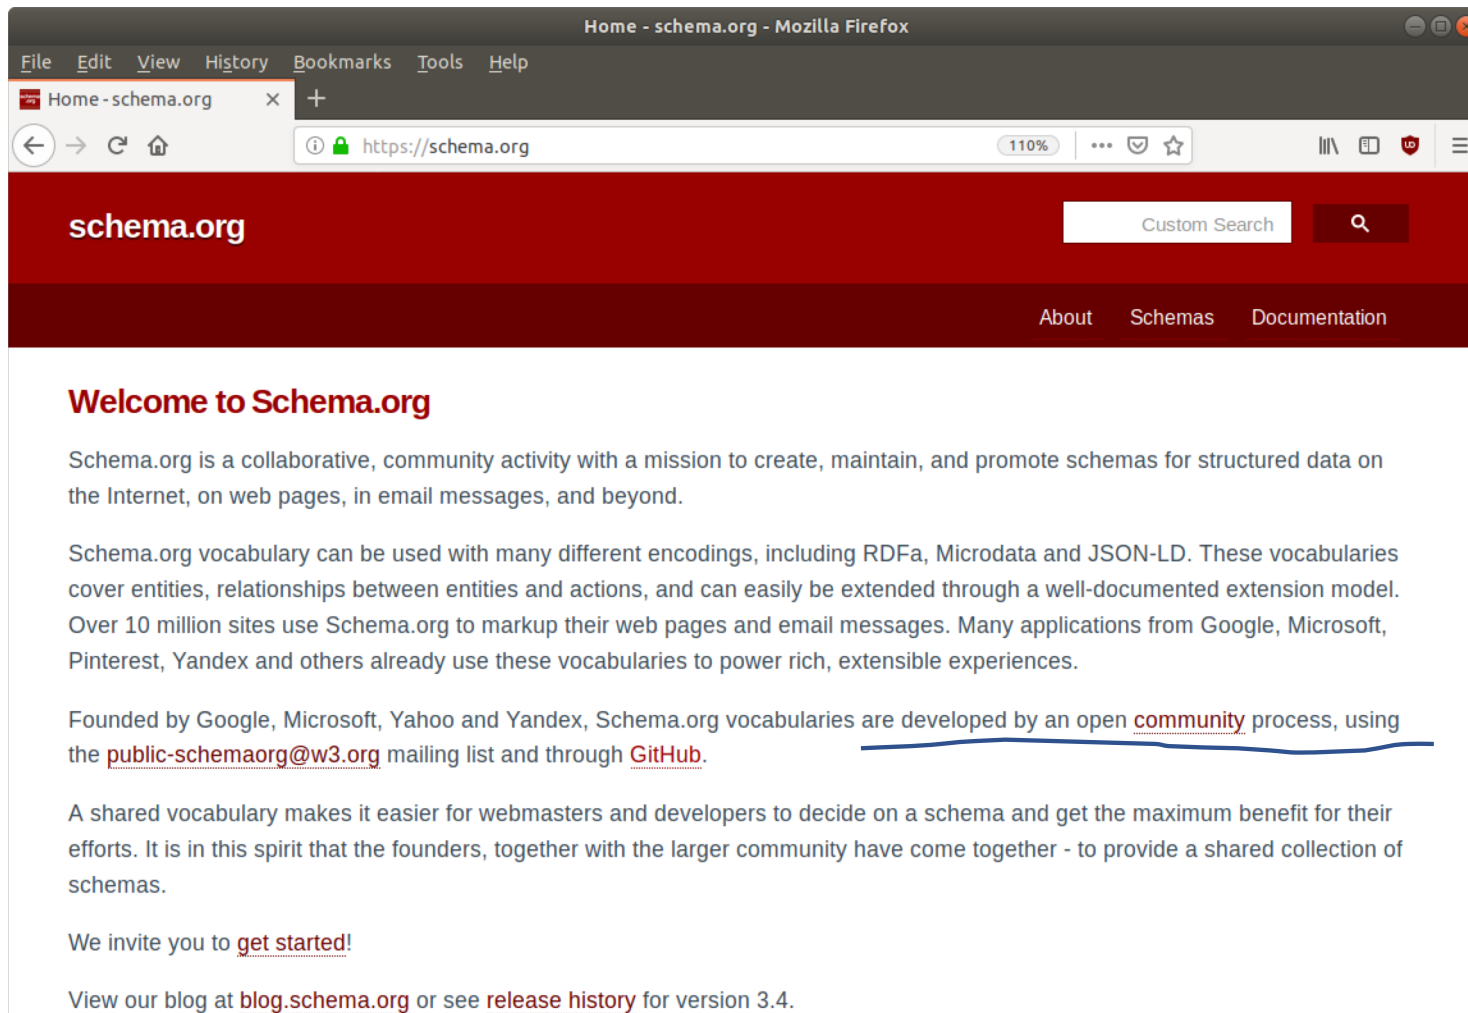 Home - schema.org - Mozilla Firefox
File Edit View History Bookmarks Tools Help
Home - schema.org
https://schema.org 110%
schema.org
Custom Search
About Schemas Documentation
Welcome to Schema.org
Schema.org is a collaborative, community activity with a mission to create, maintain, and promote schemas for structured data on
the Internet, on web pages, in email messages, and beyond.
Schema.org vocabulary can be used with many different encodings, including RDFa, Microdata and JSON-LD. These vocabularies
cover entities, relationships between entities and actions, and can easily be extended through a well-documented extension model.
Over 10 million sites use Schema.org to markup their web pages and email messages. Many applications from Google, Microsoft,
Pinterest, Yandex and others already use these vocabularies to power rich, extensible experiences.
Founded by Google, Microsoft, Yahoo and Yandex, Schema.org vocabularies are developed by an open community process, using
the public-schemaorg@w3.org mailing list and through GitHub.
A shared vocabulary makes it easier for webmasters and developers to decide on a schema and get the maximum benefit for their
efforts. It is in this spirit that the founders, together with the larger community have come together - to provide a shared collection of
schemas.
We invite you to get started!
View our blog at blog.schema.org or see release history for version 3.4.